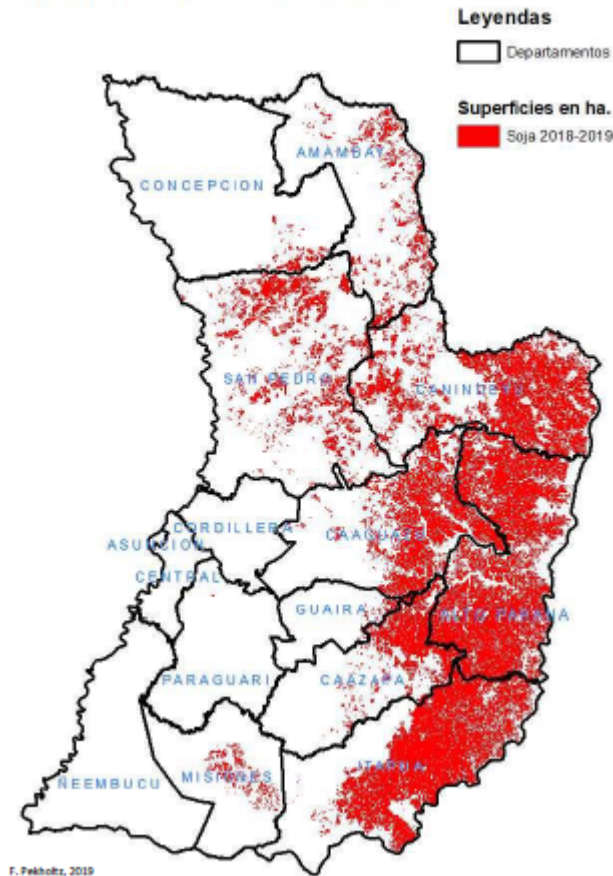 Leyendas
Departamentos
Superficies en ha.
Soja 2018-2019
AMAMBAY
CONCEPCION
SAN PEDRO
CANINDEYU
CORDILLERA
CAAGUAZU
ASUNCION
CENTRAL
GUAIRA
ALTO PARANA
PARAGUARI
CAAZAPA
ITAPUA
ÑEEMBUCU
MISIONES
F. Pekholtz, 2019